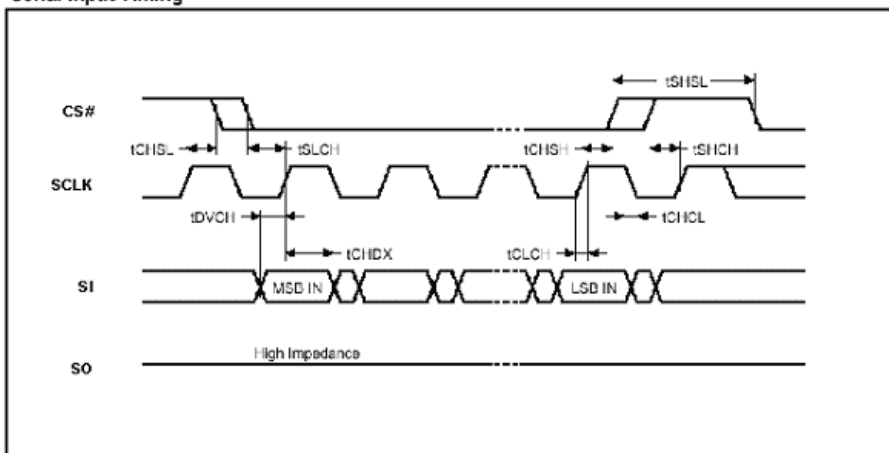 Serial Input Timing
tSHSL
CS#
tCHSL
tSLCH
tCHSH
tSHCH
SCLK
tDVCH
tCHCL
tCHDX
tCLCH
SI
MSB IN
LSB IN
High Impedance
SO